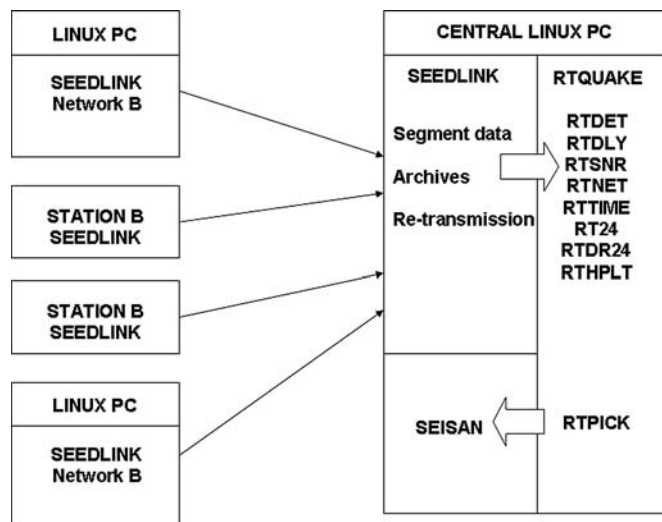 LINUX PC
SEEDLINK
Network B
STATION B
SEEDLINK
STATION B
SEEDLINK
LINUX PC
SEEDLINK
Network B
CENTRAL LINUX PC
SEEDLINK
Segment data
Archives
Re-transmission
RTQUAKE
RTDET
RTDLY
RTSNR
RTNET
RTTIME
RT24
RTDR24
RTHPLT
SEISAN
RTPICK